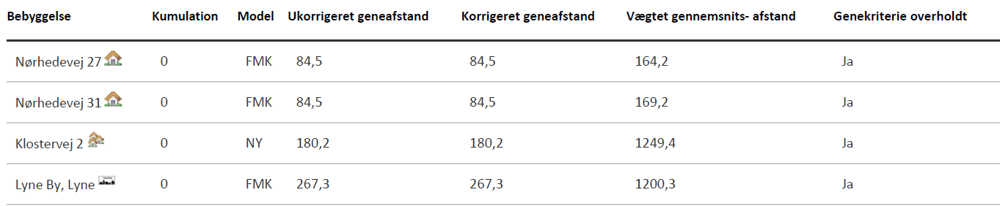 Bebyggelse Kumulation Model Ukorrigeret geneafstand Korrigeret geneafstand Vægtet gennemsnits- afstand Genekriterie overholdt
Nørhedevej 27 0 FMK 84,5 84,5 164,2 Ja
Nørhedevej 31 0 FMK 84,5 84,5 169,2 Ja
Klostervej 2 0 NY 180,2 180,2 1249,4 Ja
Lyne By, Lyne 0 FMK 267,3 267,3 1200,3 Ja